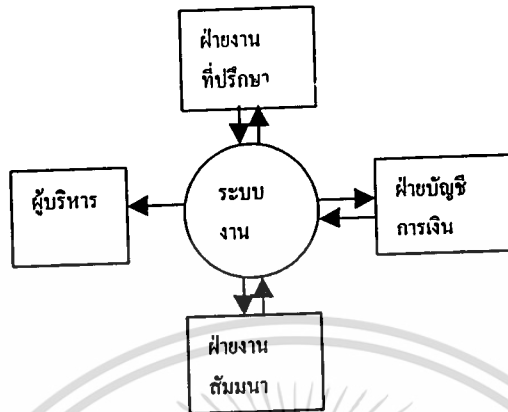 ฝ่ายงาน
ที่ปรึกษา
ผู้บริหาร
ระบบ
งาน
ฝ่ายบัญชี
การเงิน
ฝ่ายงาน
สัมมนา